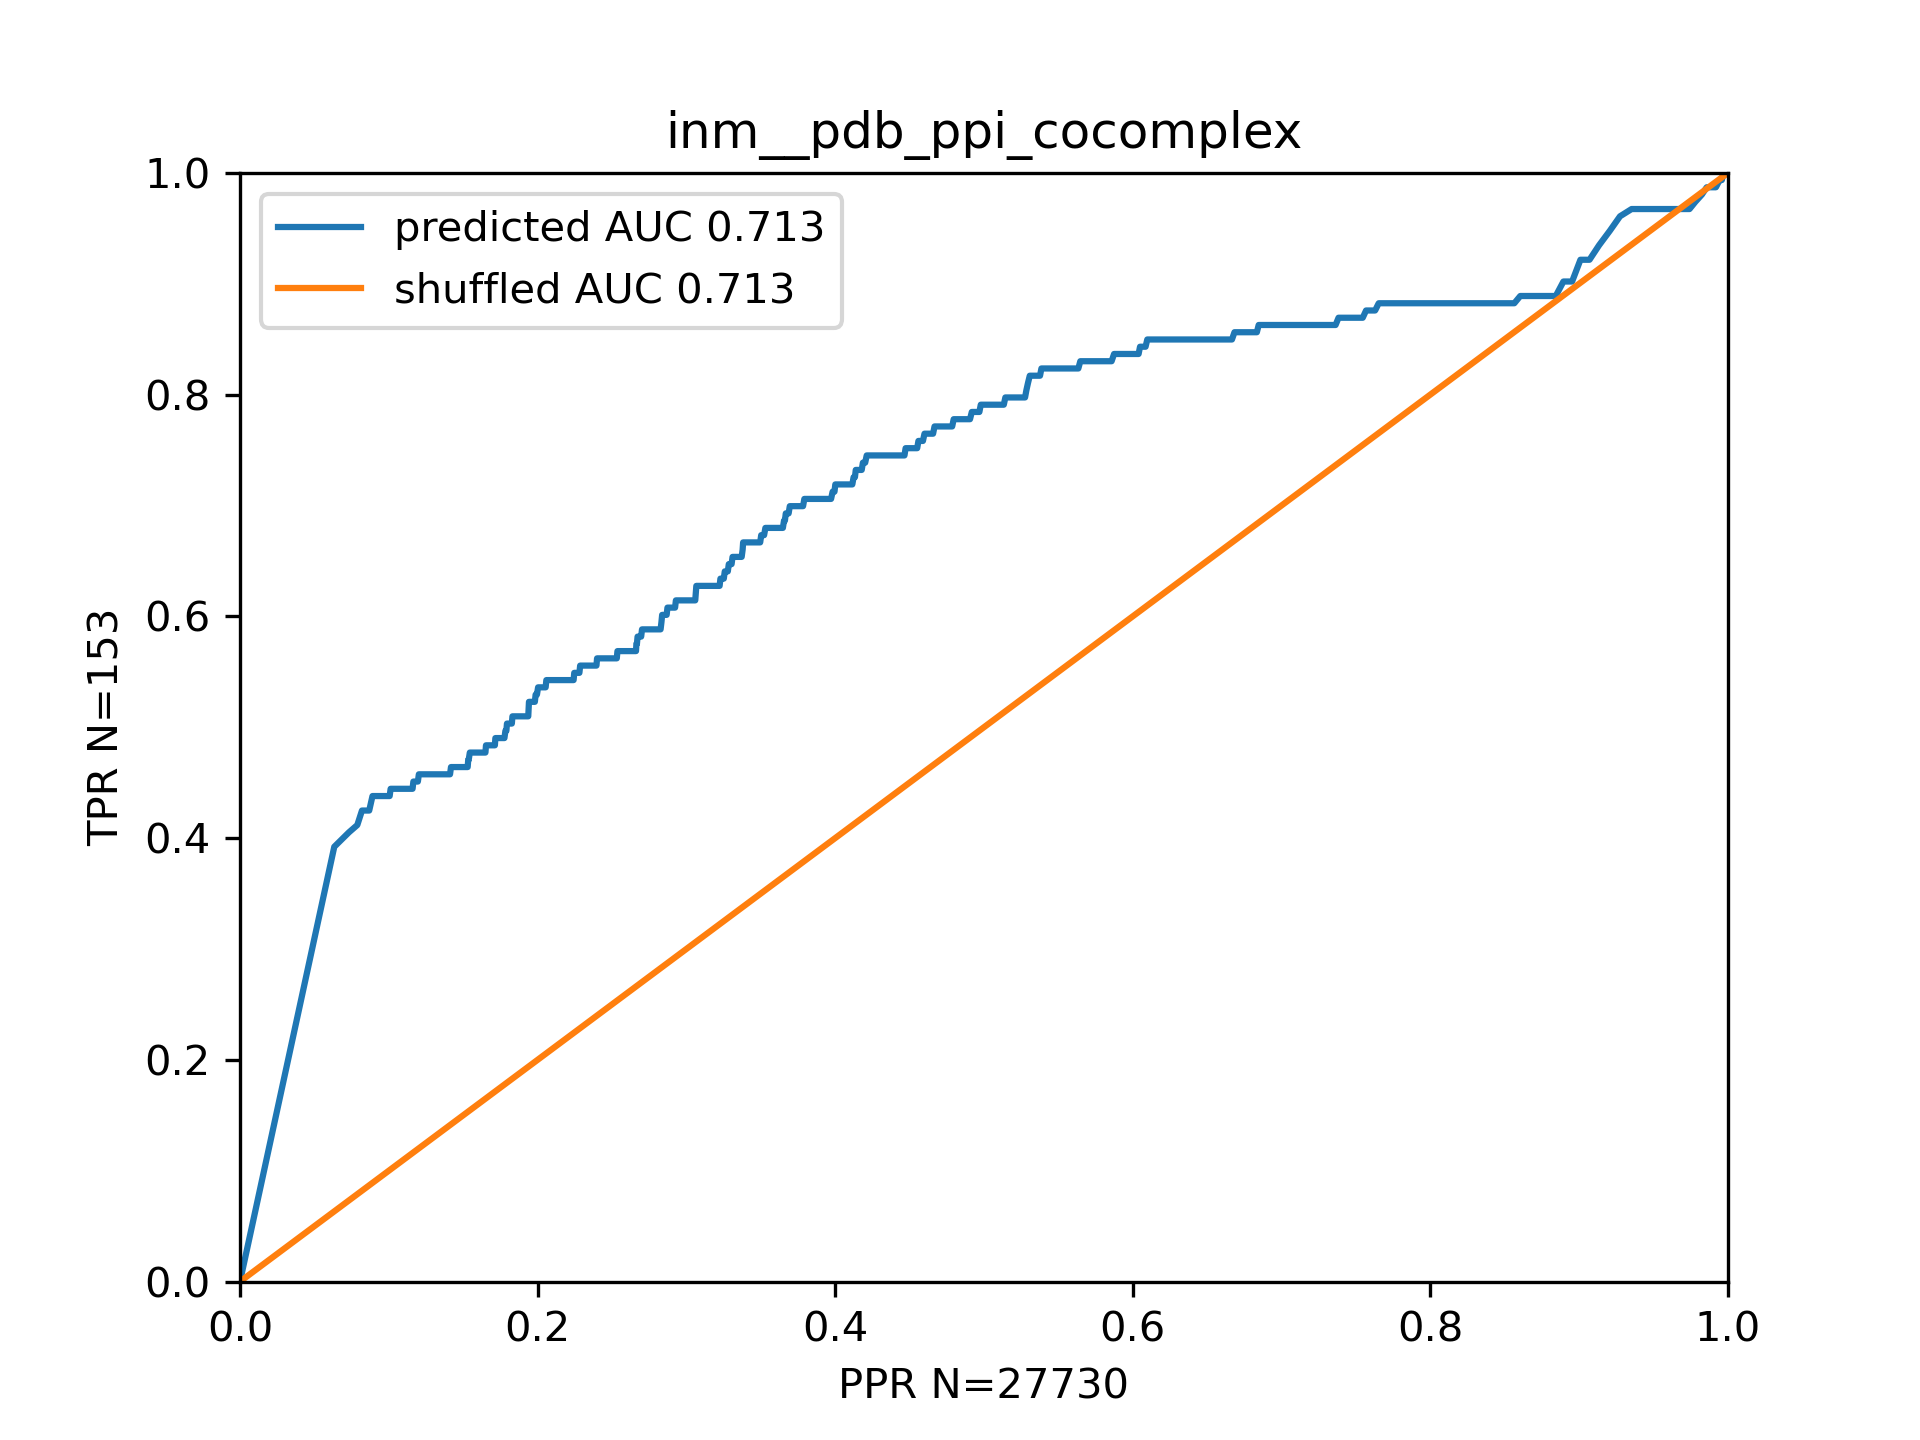 inm__pdb_ppi_cocomplex
predicted AUC 0.713
shuffled AUC 0.713
1.0
0.8
0.6
0.4
0.2
0.0
TPR N=153
0.0 0.2 0.4 0.6 0.8 1.0
PPR N=27730